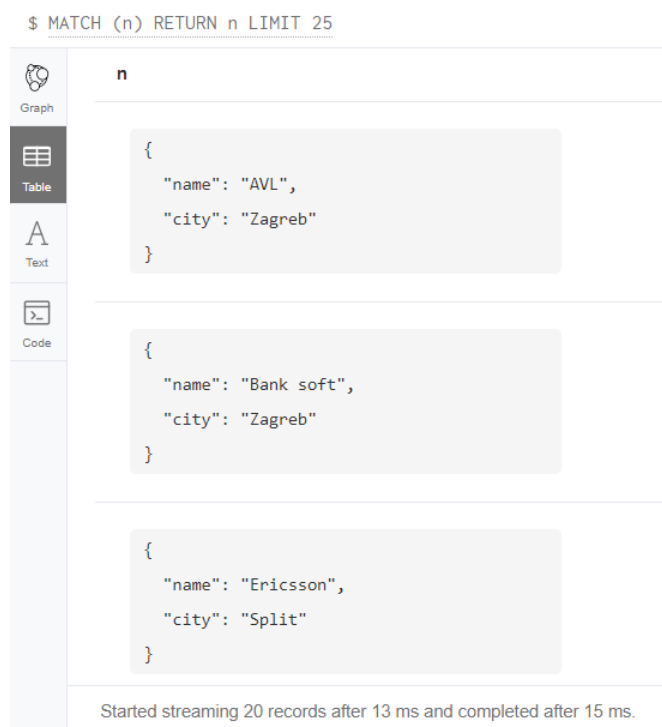 $ MATCH (n) RETURN n LIMIT 25
Graph
Table
A
Text
>_
Code
n
{
"name": "AVL",
"city": "Zagreb"
}
{
"name": "Bank soft",
"city": "Zagreb"
}
{
"name": "Ericsson",
"city": "Split"
}
Started streaming 20 records after 13 ms and completed after 15 ms.